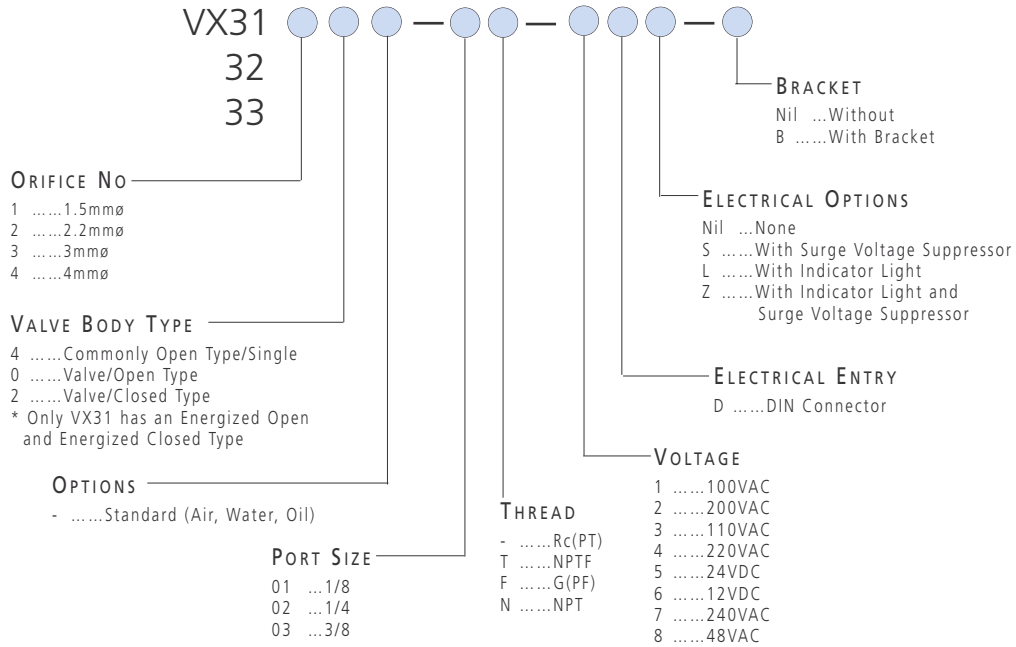 VX31 — — —
32
33
BRACKET
Nil ...Without
B ......With Bracket
ORIFICE NO
1 ......1.5mmø
2 ......2.2mmø
3 ......3mmø
4 ......4mmø
ELECTRICAL OPTIONS
Nil ...None
S ......With Surge Voltage Suppressor
L ......With Indicator Light
Z ......With Indicator Light and
Surge Voltage Suppressor
VALVE BODY TYPE
4 ......Commonly Open Type/Single
0 ......Valve/Open Type
2 ......Valve/Closed Type
* Only VX31 has an Energized Open
and Energized Closed Type
ELECTRICAL ENTRY
D ......DIN Connector
OPTIONS
- ......Standard (Air, Water, Oil)
VOLTAGE
1 ......100VAC
2 ......200VAC
3 ......110VAC
4 ......220VAC
5 ......24VDC
6 ......12VDC
7 ......240VAC
8 ......48VAC
THREAD
- ......Rc(PT)
T ......NPTF
F ......G(PF)
N ......NPT
PORT SIZE
01 ...1/8
02 ...1/4
03 ...3/8